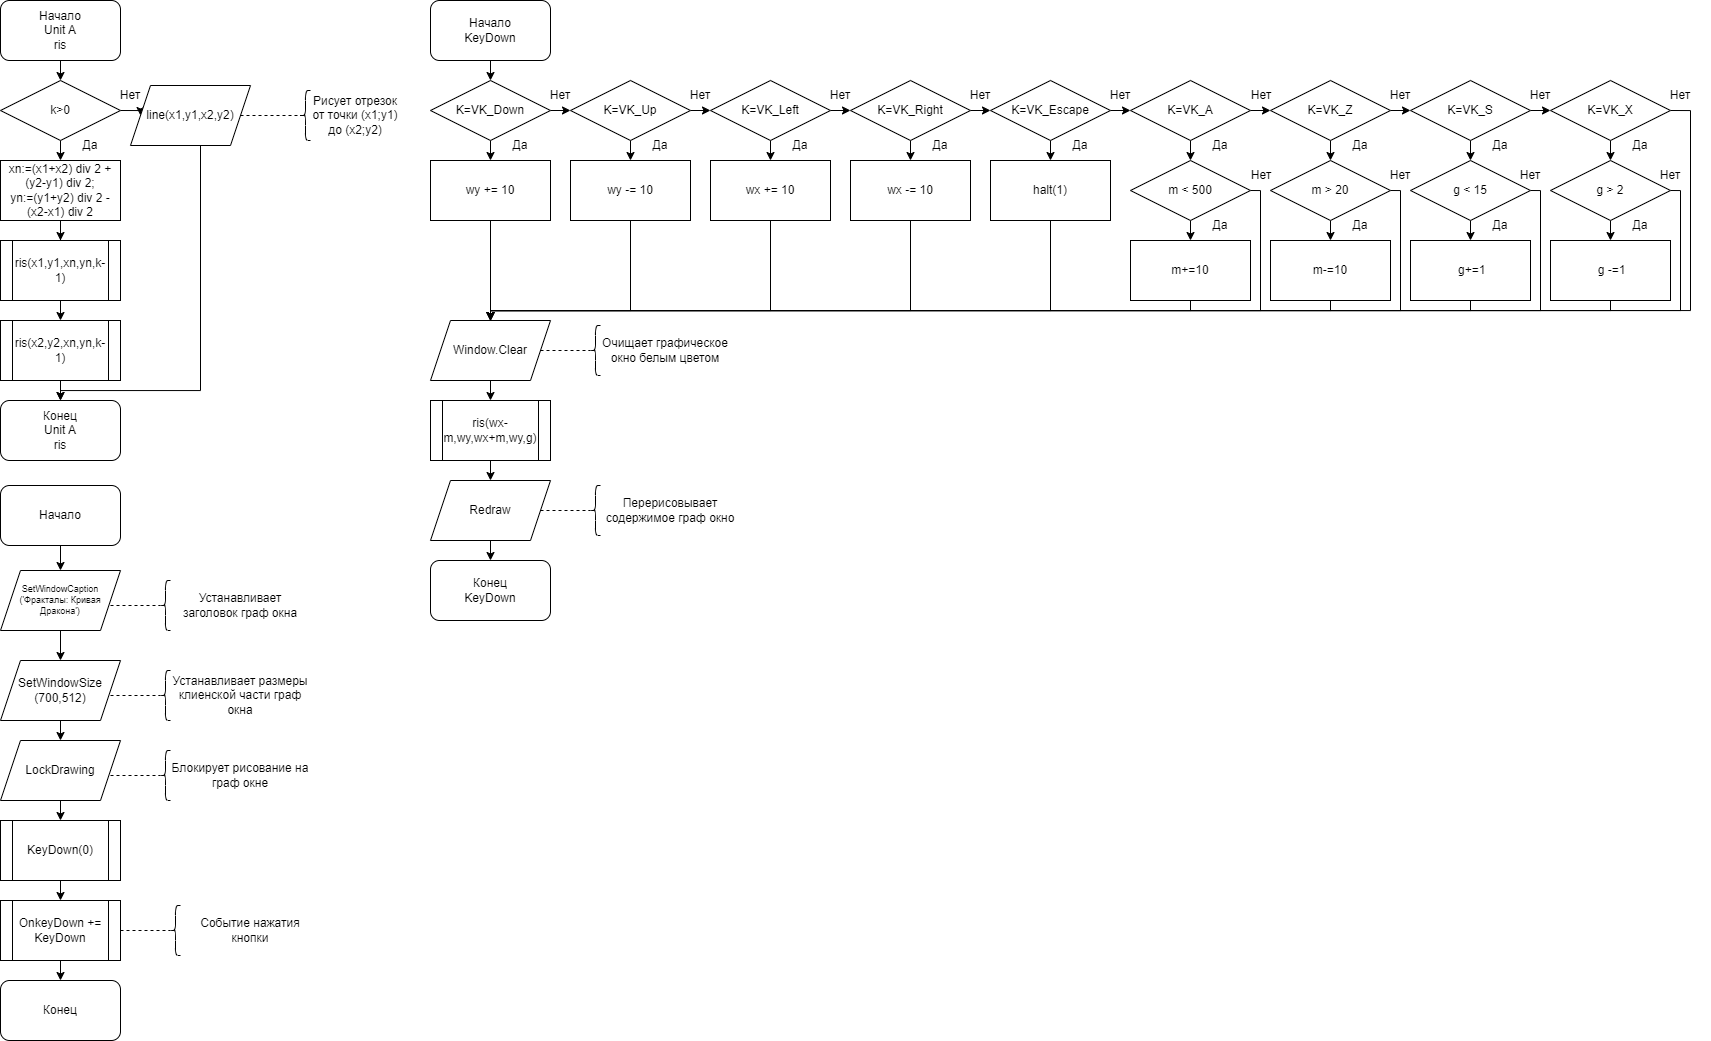 Начало
Unit A
ris
k>0
Нет
Да
line(x1,y1,x2,y2)
Рисует отрезок
от точки (x1;y1)
до (x2;y2)
xn:=(x1+x2) div 2 +
(y2-y1) div 2;
yn:=(y1+y2) div 2 -
(x2-x1) div 2
ris(x1,y1,xn,yn,k-
1)
ris(x2,y2,xn,yn,k-
1)
Конец
Unit A
ris
Начало
KeyDown
K=VK_Down
Нет
Да
K=VK_Up
Нет
Да
K=VK_Left
Нет
Да
K=VK_Right
Нет
Да
K=VK_Escape
Нет
Да
K=VK_A
Нет
Да
K=VK_Z
Нет
Да
K=VK_S
Нет
Да
K=VK_X
Нет
Да
wy += 10
wy -= 10
wx += 10
wx -= 10
halt(1)
m < 500
Нет
Да
m > 20
Нет
Да
g < 15
Нет
Да
g > 2
Нет
Да
m+=10
m-=10
g+=1
g -=1
Window.Clear
Очищает графическое
окно белым цветом
ris(wx-
m,wy,wx+m,wy,g)
Redraw
Перерисовывает
содержимое граф окно
Конец
KeyDown
Начало
SetWindowCaption
('Фракталы: Кривая
Дракона')
Устанавливает
заголовок граф окна
SetWindowSize
(700,512)
Устанавливает размеры
клиенской части граф
окна
LockDrawing
Блокирует рисование на
граф окне
KeyDown(0)
OnkeyDown +=
KeyDown
Событие нажатия
кнопки
Конец